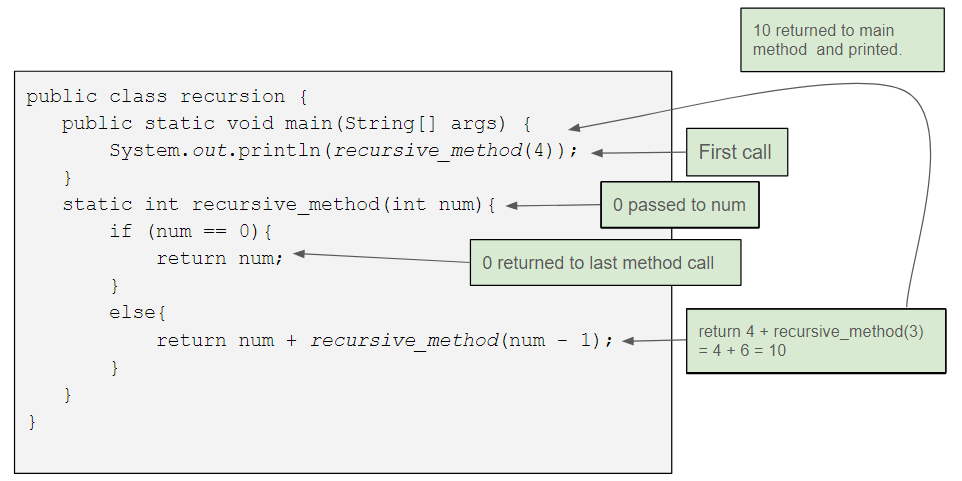 10 returned to main
method  and printed.
public class recursion {
public static void main(String[] args) {
System.out.println(recursive_method(4));
First call
}
static int recursive_method(int num){
0 passed to num
if (num == 0){
return num;
0 returned to last method call
}
else{
return num + recursive_method(num - 1);
return 4 + recursive_method(3)
= 4 + 6 = 10
}
}
}